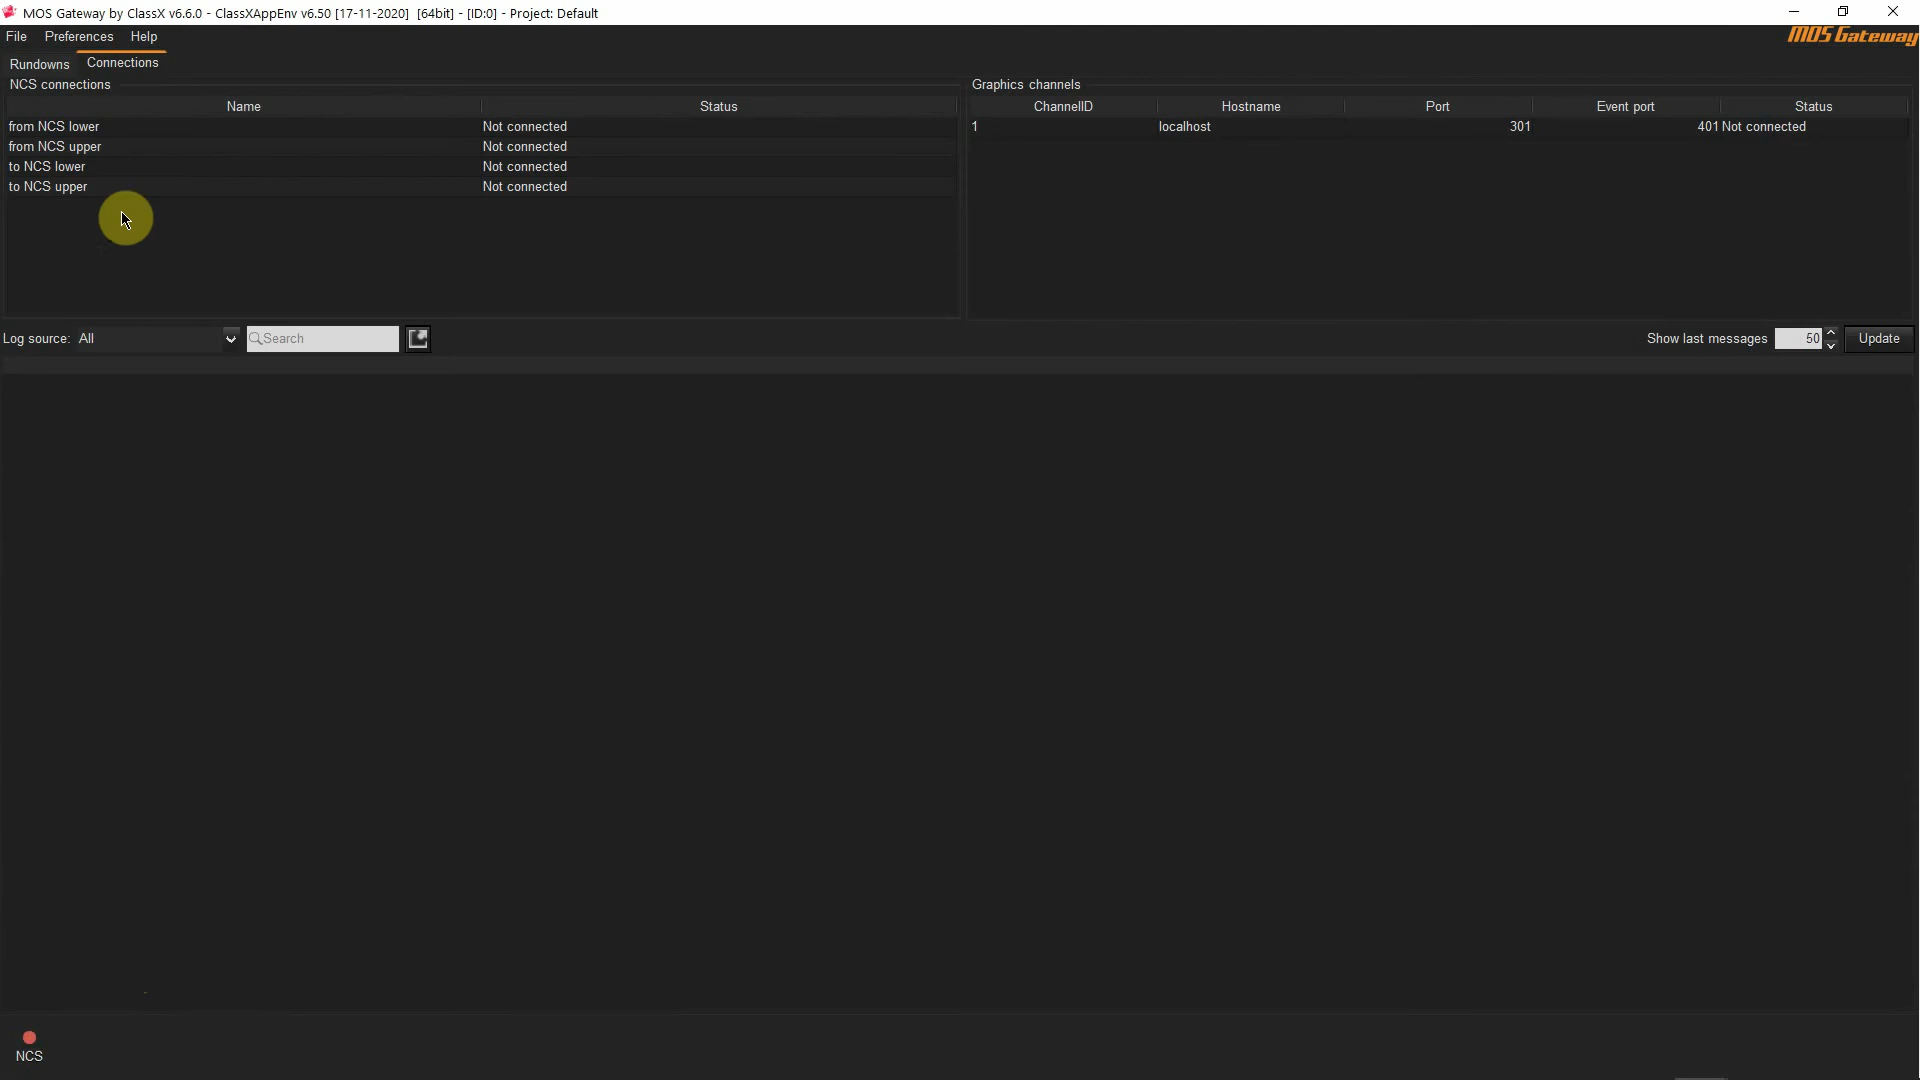 MOS Gateway by ClassX v6.6.0 - ClassXAppEnv v6.50 [17-11-2020]  [64bit] - [ID:0] - Project: Default
File Preferences Help
MOS Gateway
Rundowns Connections
NCS connections
Name Status
from NCS lower Not connected
from NCS upper Not connected
to NCS lower Not connected
to NCS upper Not connected
Graphics channels
ChannelID Hostname Port Event port Status
1 localhost 301 401 Not connected
Log source: All Search Show last messages 50 Update
NCS